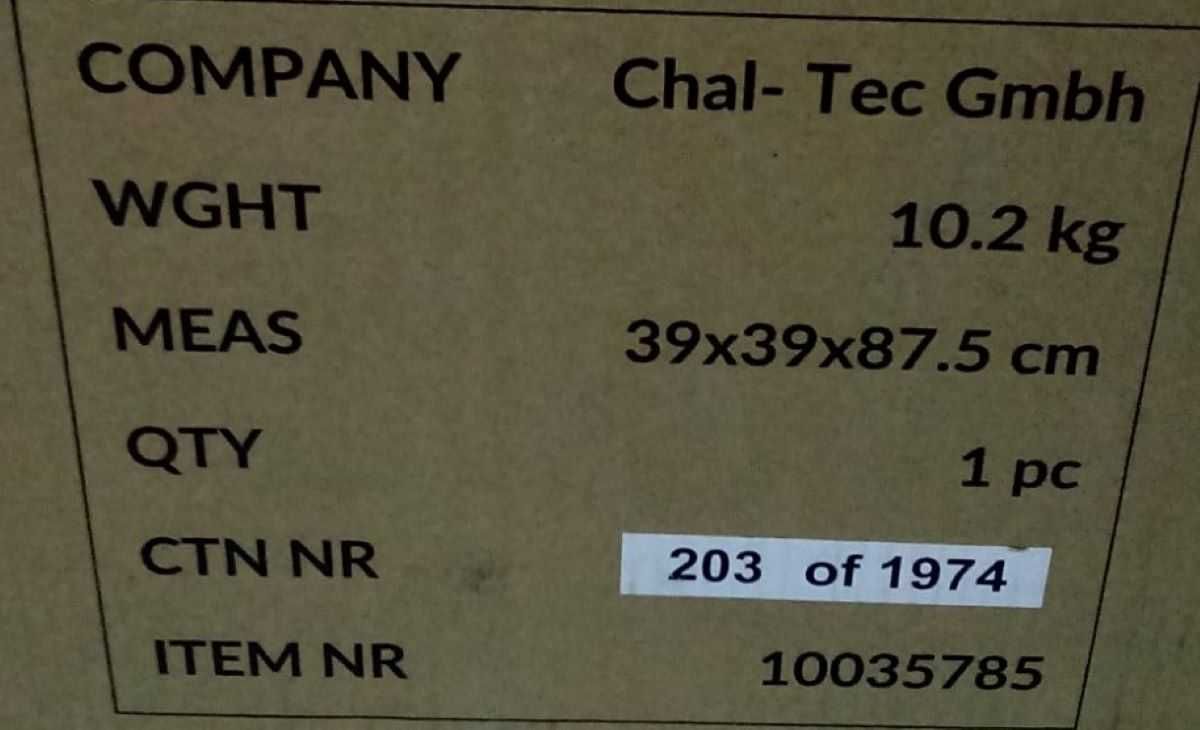 COMPANY Chal- Tec Gmbh
WGHT 10.2 kg
MEAS 39x39x87.5 cm
QTY 1 pc
CTN NR 203 of 1974
ITEM NR 10035785